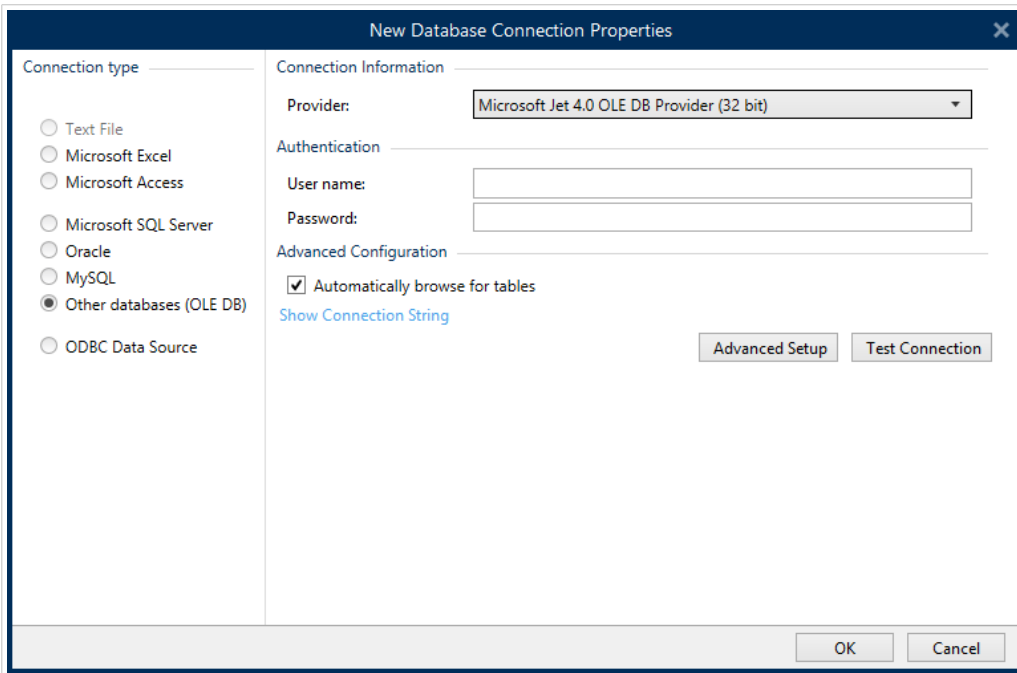 New Database Connection Properties
Connection type
Text File
Microsoft Excel
Microsoft Access
Microsoft SQL Server
Oracle
MySQL
Other databases (OLE DB)
ODBC Data Source
Connection Information
Provider: Microsoft Jet 4.0 OLE DB Provider (32 bit)
Authentication
User name:
Password:
Advanced Configuration
Automatically browse for tables
Show Connection String
Advanced Setup Test Connection
OK Cancel